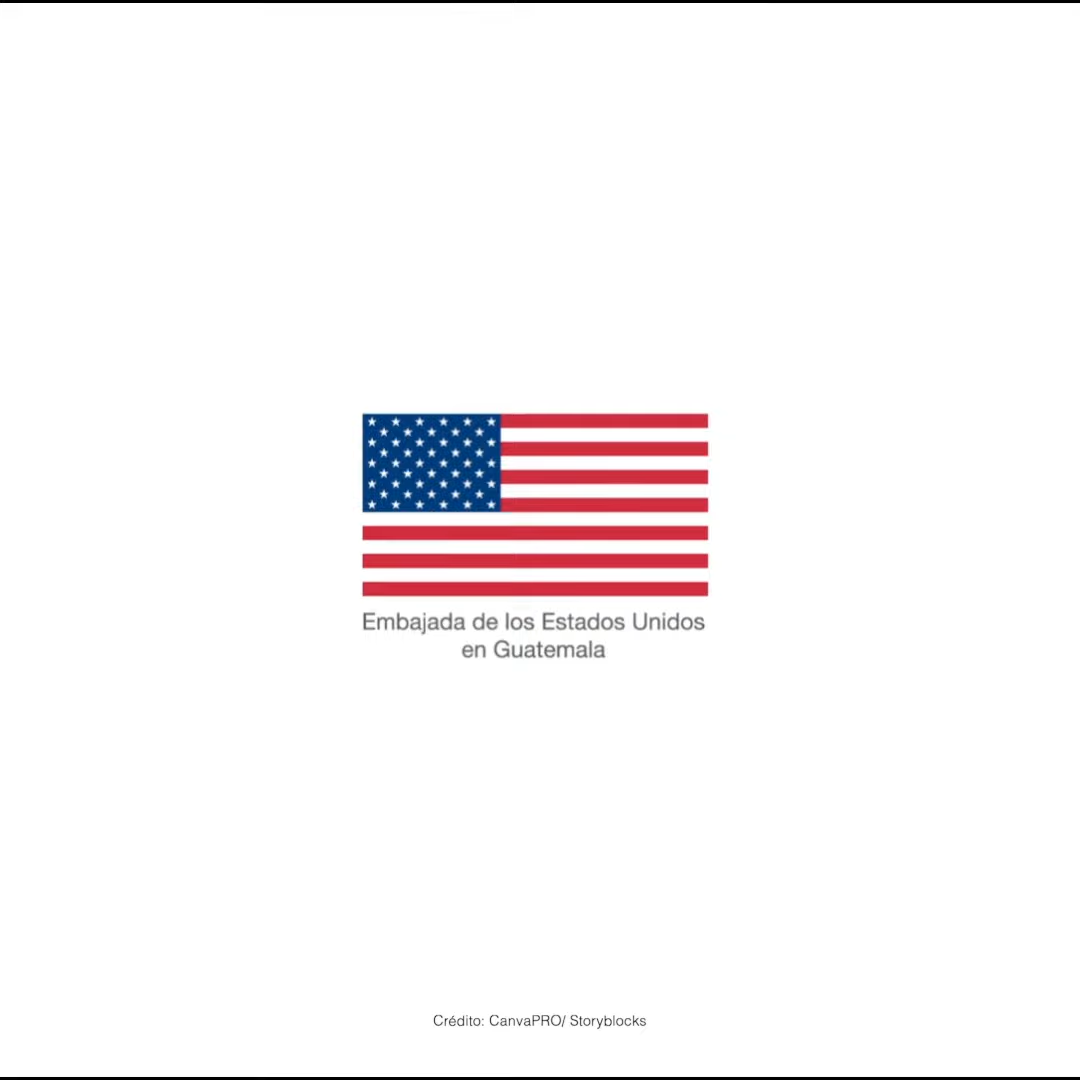 Embajada de los Estados Unidos
en Guatemala
Crédito: CanvaPRO/ Storyblocks